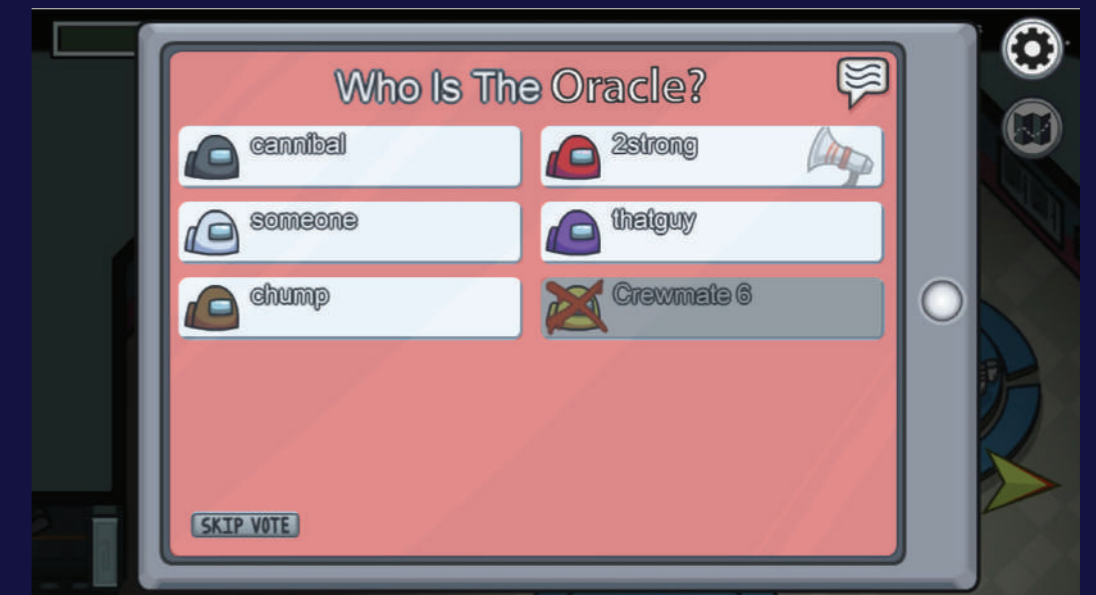 Who Is The Oracle?
cannibal
2strong
someone
thatguy
chump
Crewmate 6
SKIP VOTE